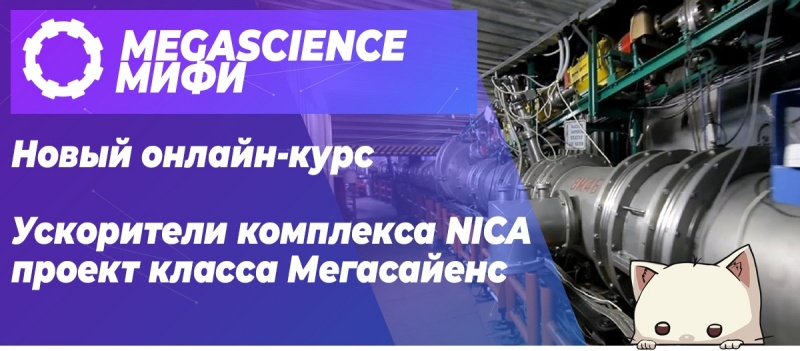 MEGASCIENCE
МИФИ
Новый онлайн-курс
Ускорители комплекса NICA
проект класса Мегасайенс